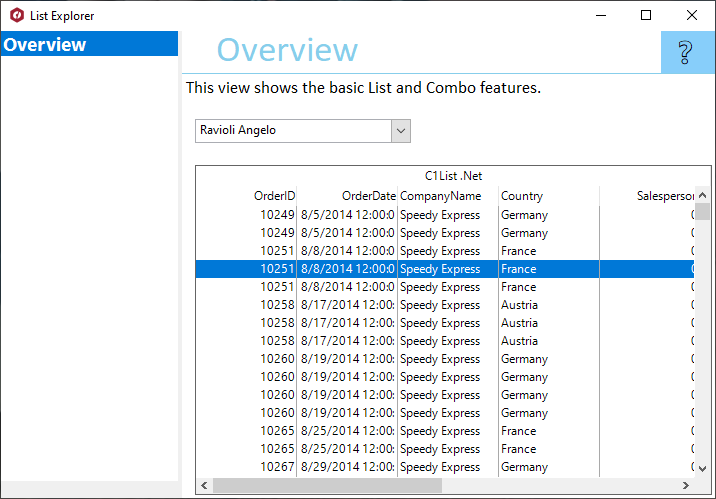 List Explorer
Overview
Overview
?
This view shows the basic List and Combo features.
Ravioli Angelo
C1List .Net
OrderID OrderDate CompanyName Country Salesperson
10249 8/5/2014 12:00:0 Speedy Express Germany
10249 8/5/2014 12:00:0 Speedy Express Germany
10251 8/8/2014 12:00:0 Speedy Express France
10251 8/8/2014 12:00:0 Speedy Express France
10251 8/8/2014 12:00:0 Speedy Express France
10258 8/17/2014 12:00: Speedy Express Austria
10258 8/17/2014 12:00: Speedy Express Austria
10258 8/17/2014 12:00: Speedy Express Austria
10260 8/19/2014 12:00: Speedy Express Germany
10260 8/19/2014 12:00: Speedy Express Germany
10260 8/19/2014 12:00: Speedy Express Germany
10260 8/19/2014 12:00: Speedy Express Germany
10265 8/25/2014 12:00: Speedy Express France
10265 8/25/2014 12:00: Speedy Express France
10267 8/29/2014 12:00: Speedy Express Germany